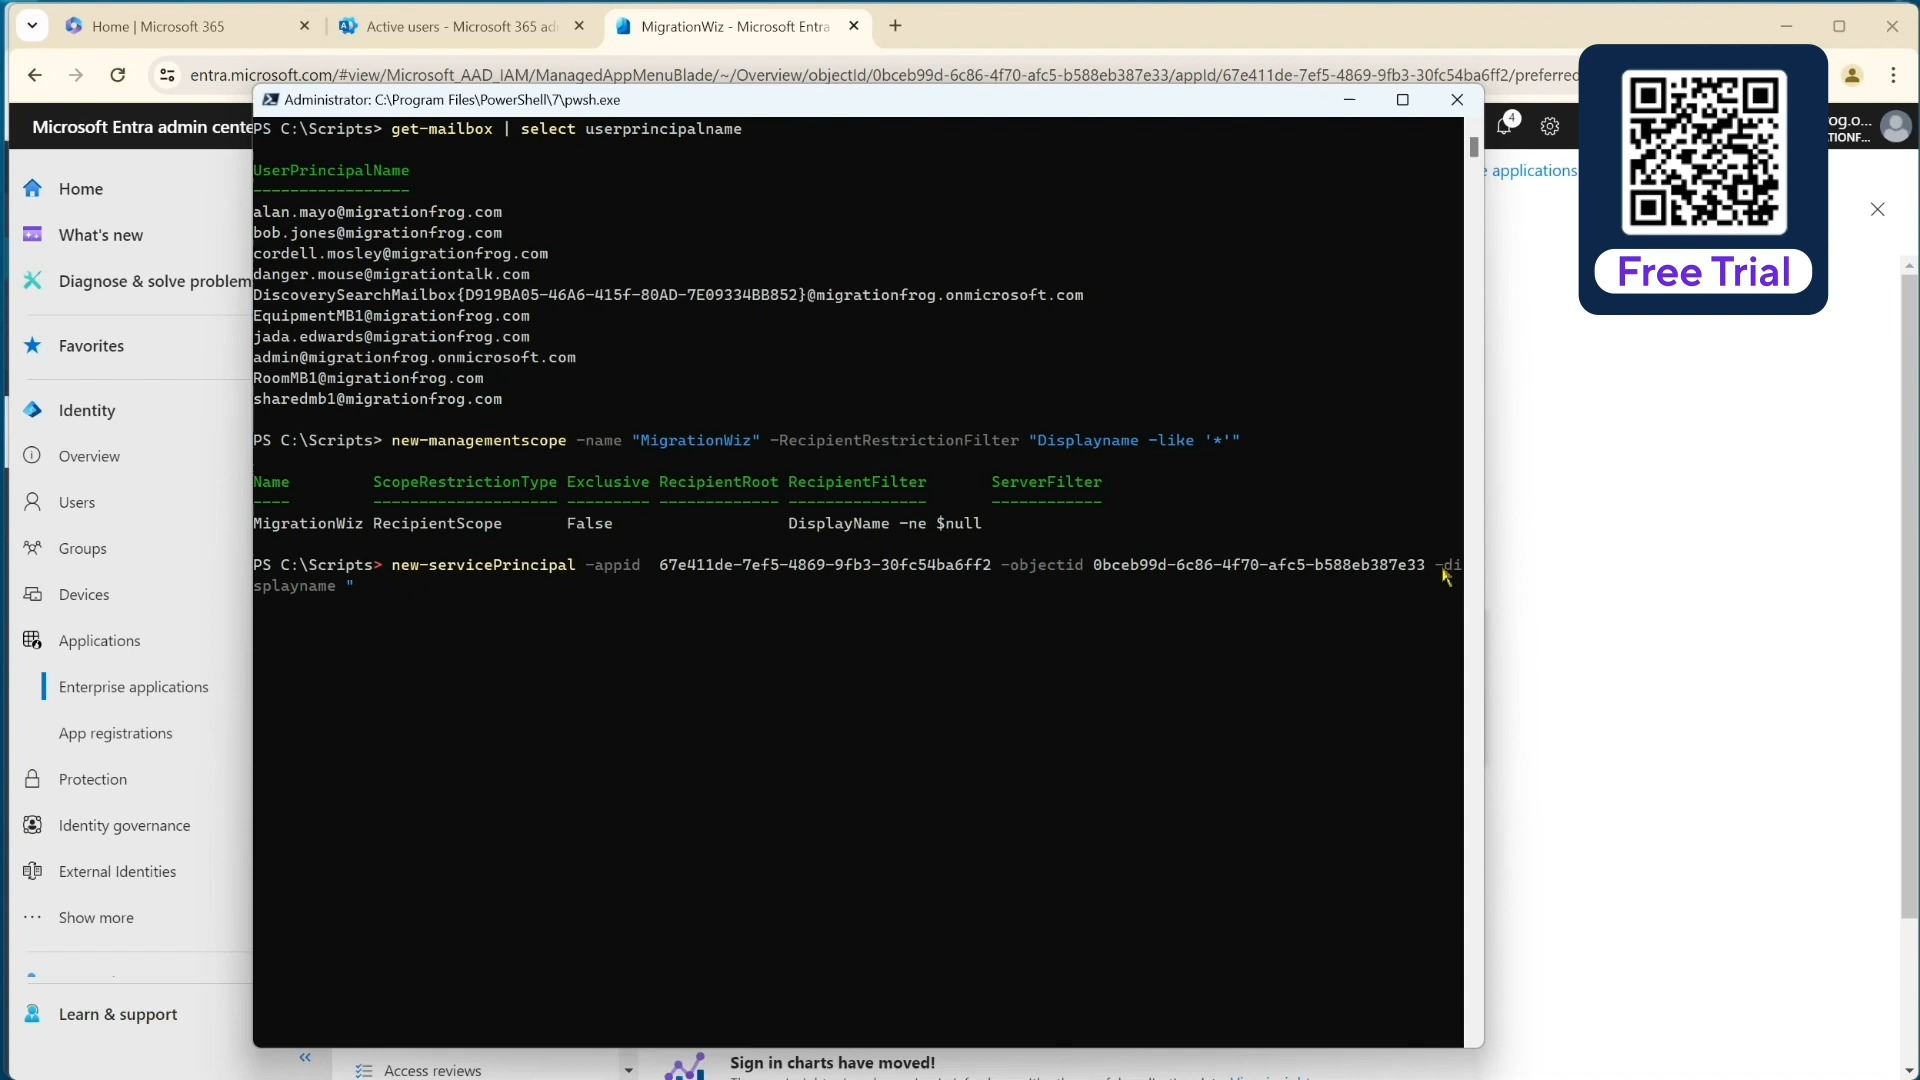 Home | Microsoft 365
Active users - Microsoft 365 ad
MigrationWiz - Microsoft Entra
entra.microsoft.com/#view/Microsoft_AAD_IAM/ManagedAppMenuBlade/~/Overview/objectId/0bceb99d-6c86-4f70-afc5-b588eb387e33/appId/67e411de-7ef5-4869-9fb3-30fc54ba6ff2/preferred
Administrator: C:\Program Files\PowerShell\7\pwsh.exe
Microsoft Entra admin cente
4
og.o...
TIONF...
Home
What's new
Diagnose & solve problem
Favorites
Identity
Overview
Users
Groups
Devices
Applications
Enterprise applications
App registrations
Protection
Identity governance
External Identities
Show more
Learn & support
PS C:\Scripts> get-mailbox | select userprincipalname
UserPrincipalName
-----------------
alan.mayo@migrationfrog.com
bob.jones@migrationfrog.com
cordell.mosley@migrationfrog.com
danger.mouse@migrationtalk.com
DiscoverySearchMailbox{D919BA05-46A6-415f-80AD-7E09334BB852}@migrationfrog.onmicrosoft.com
EquipmentMB1@migrationfrog.com
jada.edwards@migrationfrog.com
admin@migrationfrog.onmicrosoft.com
RoomMB1@migrationfrog.com
sharedmb1@migrationfrog.com
PS C:\Scripts> new-managementscope -name "MigrationWiz" -RecipientRestrictionFilter "Displayname -like '*'"
Name ScopeRestrictionType Exclusive RecipientRoot RecipientFilter ServerFilter
---- -------------------- --------- ------------- --------------- ------------
MigrationWiz RecipientScope False DisplayName -ne $null
PS C:\Scripts> new-servicePrincipal -appid 67e411de-7ef5-4869-9fb3-30fc54ba6ff2 -objectid 0bceb99d-6c86-4f70-afc5-b588eb387e33 -di
splayname "
applications
Free Trial
Access reviews
Sign in charts have moved!